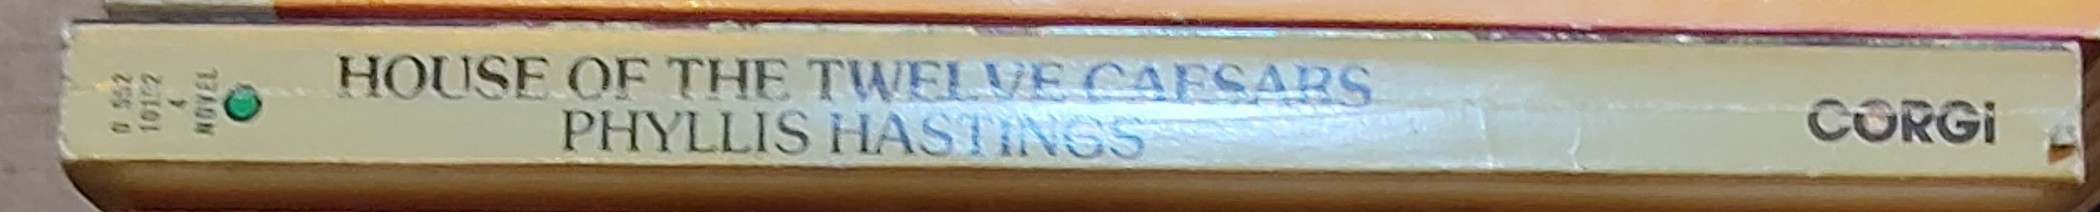 0 552
10152
4
NOVEL
HOUSE OF THE TWELVE CAESARS
PHYLLIS HASTINGS
CORGI